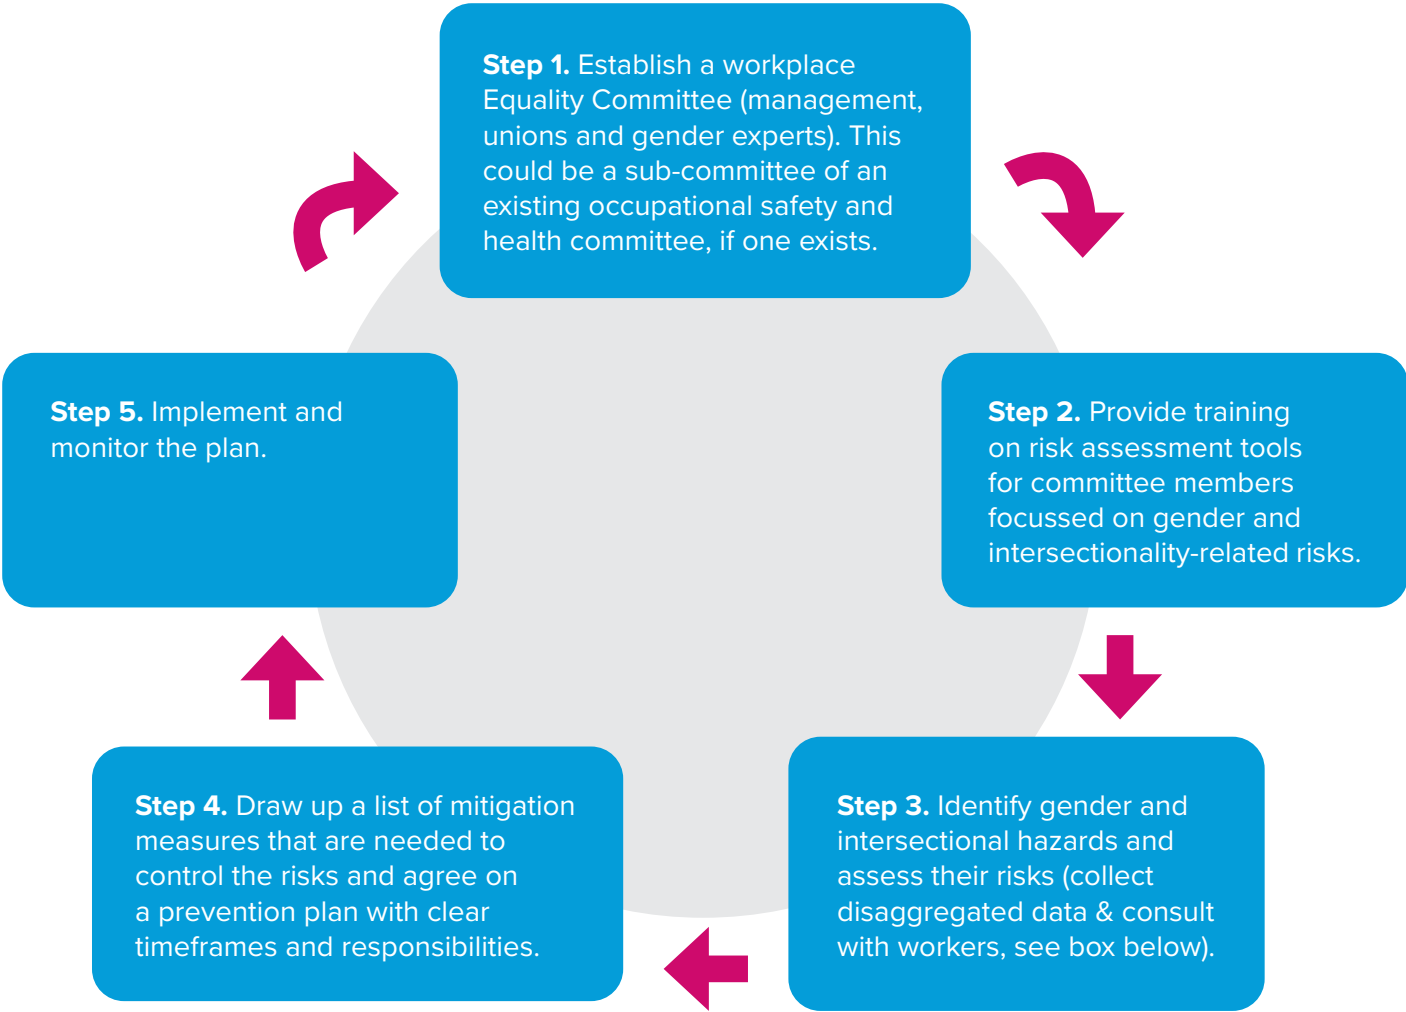 Step 1. Establish a workplace
Equality Committee (management,
unions and gender experts). This
could be a sub-committee of an
existing occupational safety and
health committee, if one exists.
Step 2. Provide training
on risk assessment tools
for committee members
focussed on gender and
intersectionality-related risks.
Step 3. Identify gender and
intersectional hazards and
assess their risks (collect
disaggregated data & consult
with workers, see box below).
Step 4. Draw up a list of mitigation
measures that are needed to
control the risks and agree on
a prevention plan with clear
timeframes and responsibilities.
Step 5. Implement and
monitor the plan.